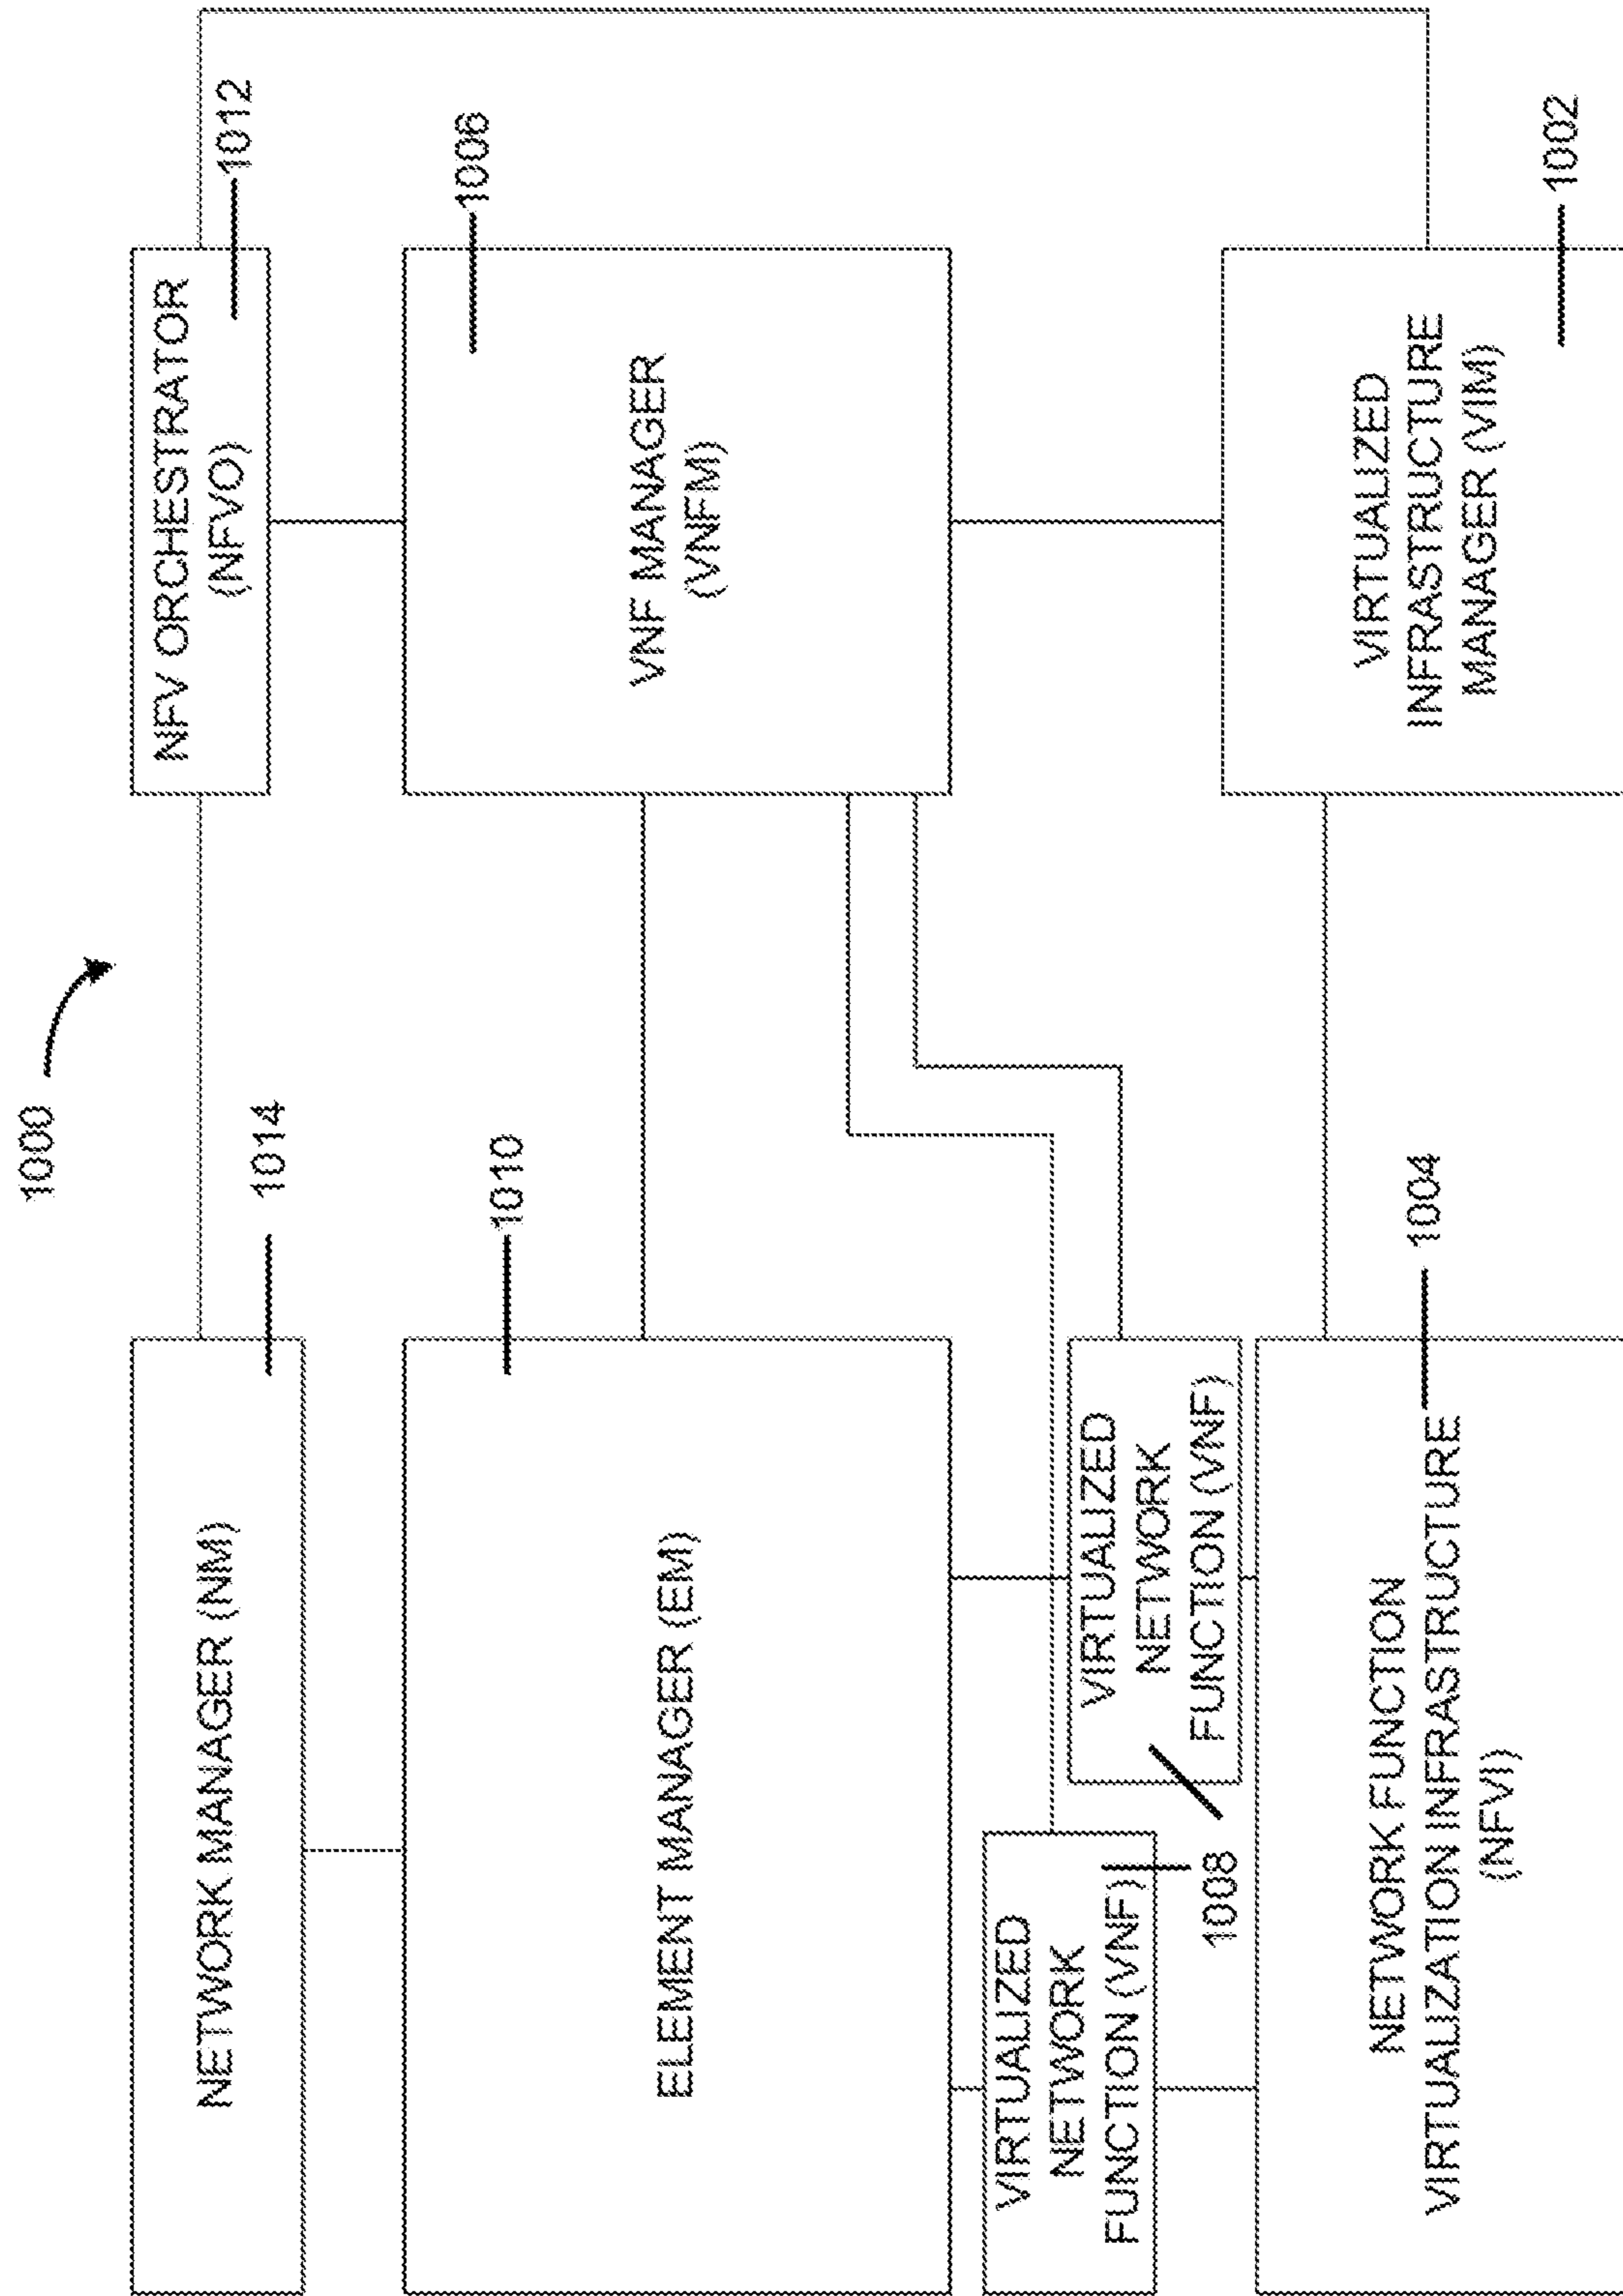 1000
NETWORK MANAGER (NM)
1014
NFV ORCHESTRATOR
(NFVO)
1012
ELEMENT MANAGER (EM)
1010
VNF MANAGER
(VNFM)
1006
VIRTUALIZED
NETWORK
FUNCTION (VNF)
VIRTUALIZED
NETWORK
FUNCTION (VNF)
1008
NETWORK FUNCTION
VIRTUALIZATION INFRASTRUCTURE
(NFVI)
1004
VIRTUALIZED
INFRASTRUCTURE
MANAGER (VIM)
1002